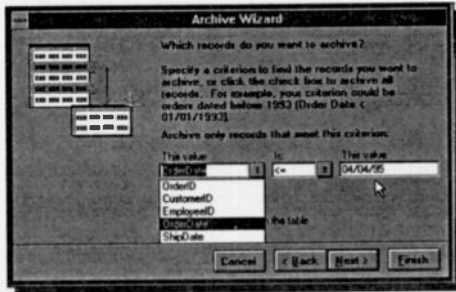 Archive Wizard
Which records do you want to archive?
Specify a criterion to find the records you want to
archive, or click the check box to archive all
records. For example, your criterion could be
orders dated before 1993 (Order Date <
01/01/1993).
Archive only records that meet this criterion:
This value Is: This value
OrderDate <= 04/04/95
OrderID
CustomerID
EmployeeID
OrderDate
ShipDate
the table
Cancel < Back Next > Finish